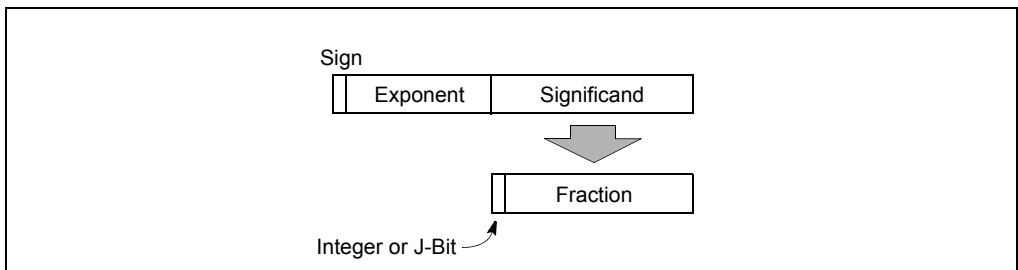 Sign
Exponent Significand
Fraction
Integer or J-Bit